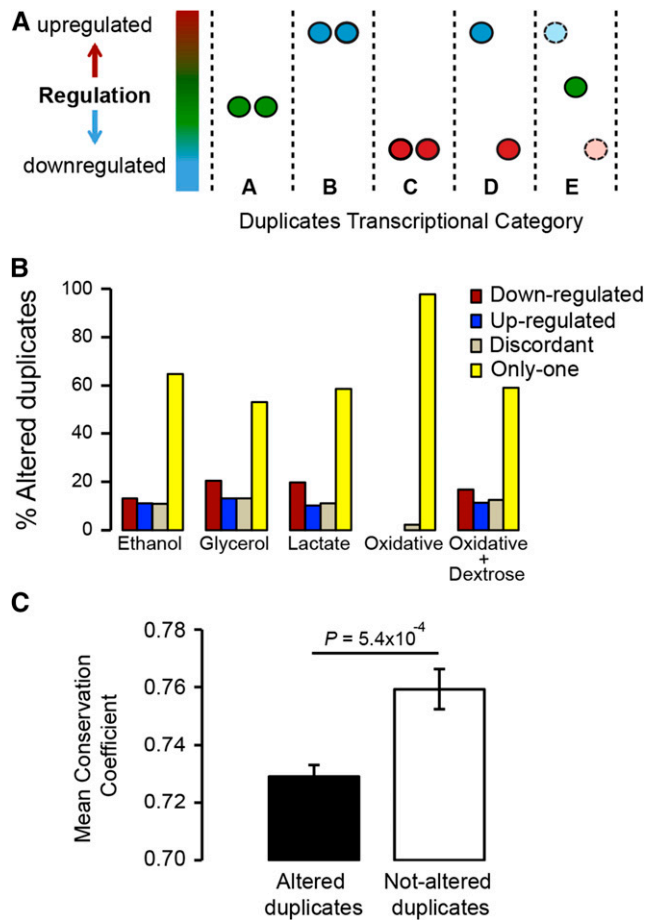 A
upregulated
Regulation
downregulated
A B C D E
Duplicates Transcriptional Category
B
% Altered duplicates
100
80
60
40
20
0
Down-regulated
Up-regulated
Discordant
Only-one
Ethanol Glycerol Lactate Oxidative Oxidative
+
Dextrose
C
Mean Conservation
Coefficient
0.78
0.76
0.74
0.72
0.70
P = 5.4x10⁻⁴
Altered
duplicates
Not-altered
duplicates